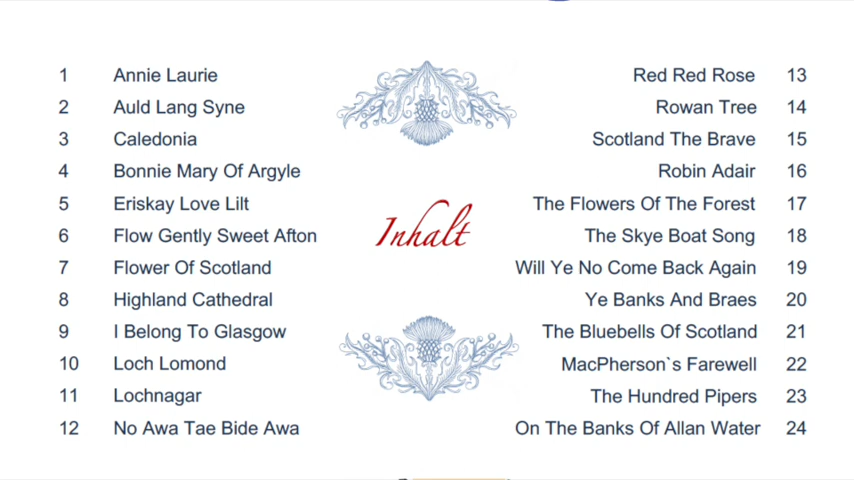 1 Annie Laurie
2 Auld Lang Syne
3 Caledonia
4 Bonnie Mary Of Argyle
5 Eriskay Love Lilt
6 Flow Gently Sweet Afton
7 Flower Of Scotland
8 Highland Cathedral
9 I Belong To Glasgow
10 Loch Lomond
11 Lochnagar
12 No Awa Tae Bide Awa
Inhalt
Red Red Rose 13
Rowan Tree 14
Scotland The Brave 15
Robin Adair 16
The Flowers Of The Forest 17
The Skye Boat Song 18
Will Ye No Come Back Again 19
Ye Banks And Braes 20
The Bluebells Of Scotland 21
MacPherson`s Farewell 22
The Hundred Pipers 23
On The Banks Of Allan Water 24